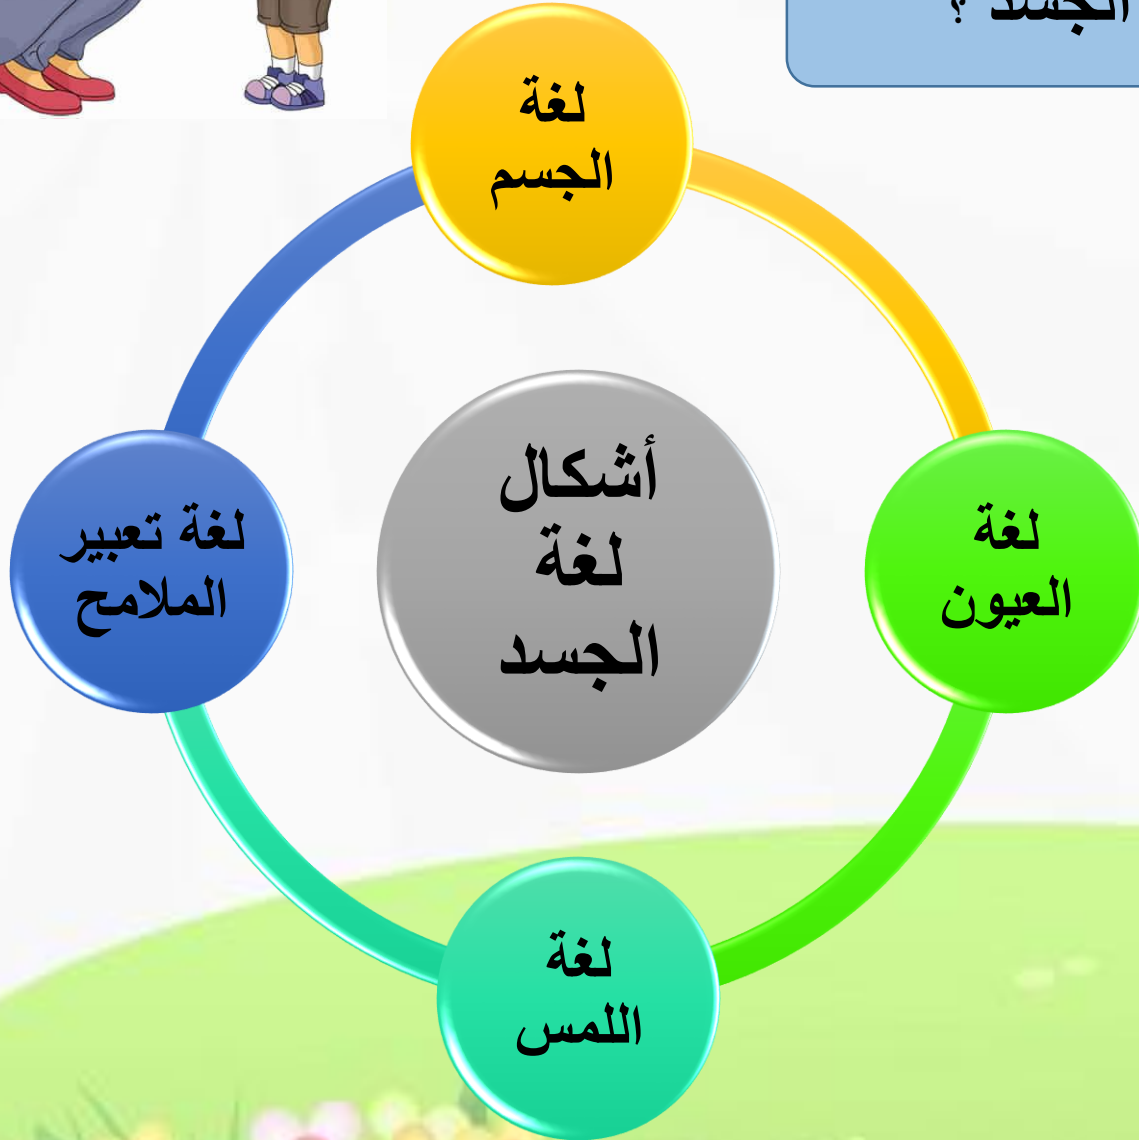 الجسد ؟
لغة
الجسم
أشكال
لغة
الجسد
لغة
العيون
لغة تعبير
الملامح
لغة
اللمس